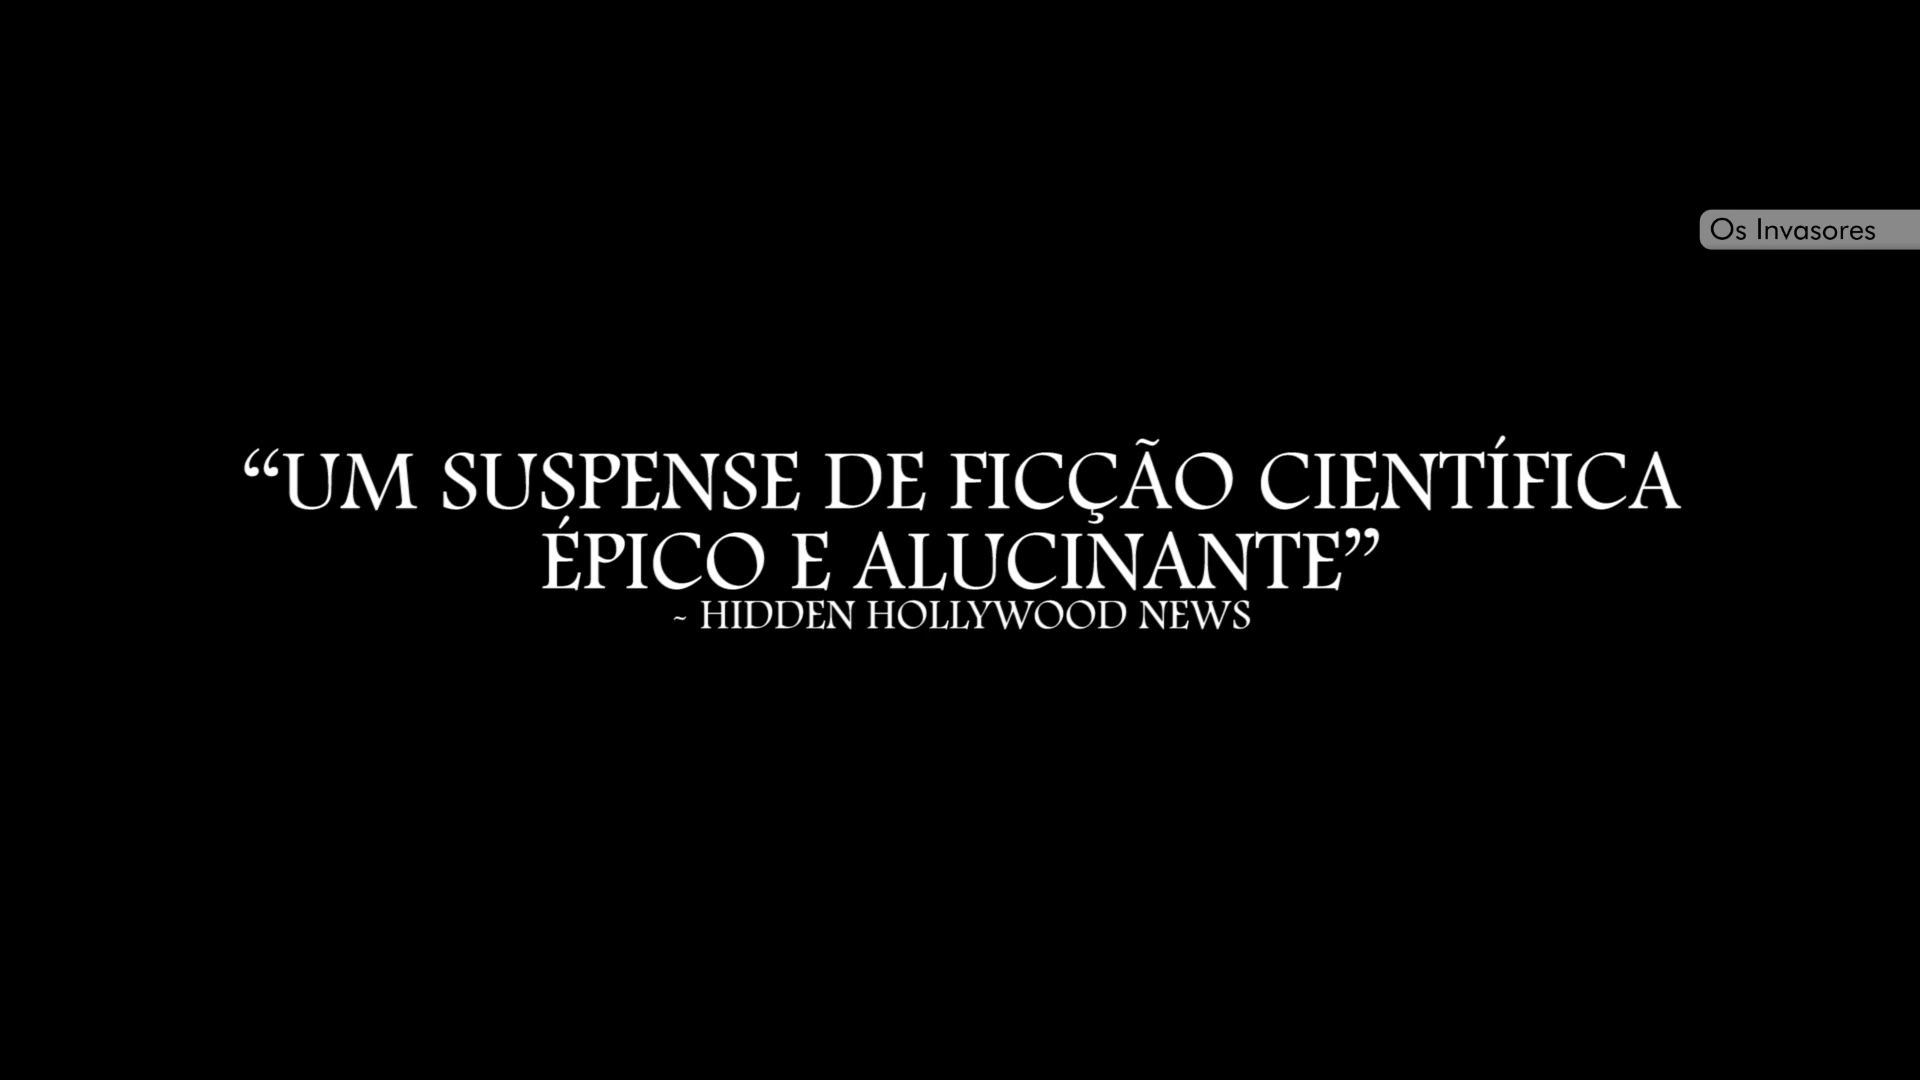 Os Invasores
“UM SUSPENSE DE FICÇÃO CIENTÍFICA
ÉPICO E ALUCINANTE”
~ HIDDEN HOLLYWOOD NEWS